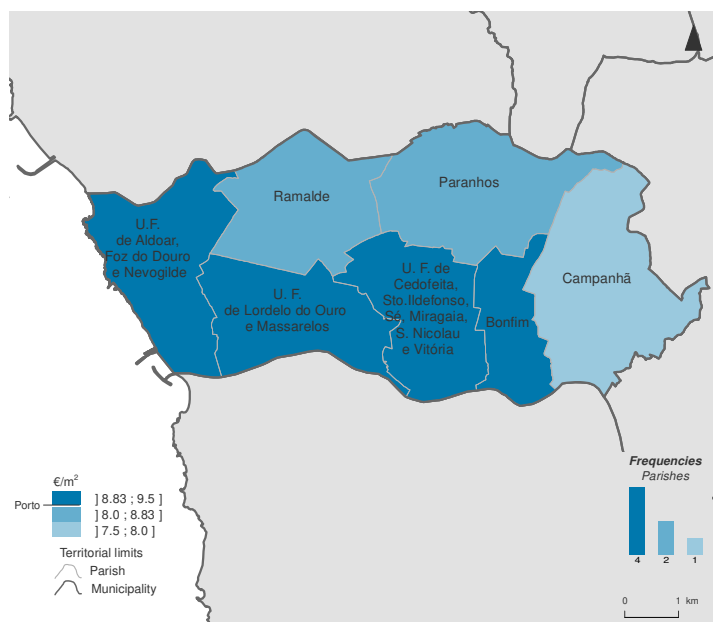 Ramalde
Paranhos
U.F.
de Aldoar,
Foz do Douro
e Nevogilde
U. F.
de Lordelo do Ouro
e Massarelos
U. F. de
Cedofeita,
Sto.Ildefonso,
Sé, Miragaia,
S. Nicolau
e Vitória
Bonfim
Campanhã
€/m²
Porto
] 8.83 ; 9.5 ]
] 8.0 ; 8.83 ]
] 7.5 ; 8.0 ]
Territorial limits
Parish
Municipality
Frequencies
Parishes
4 2 1
0 1 km